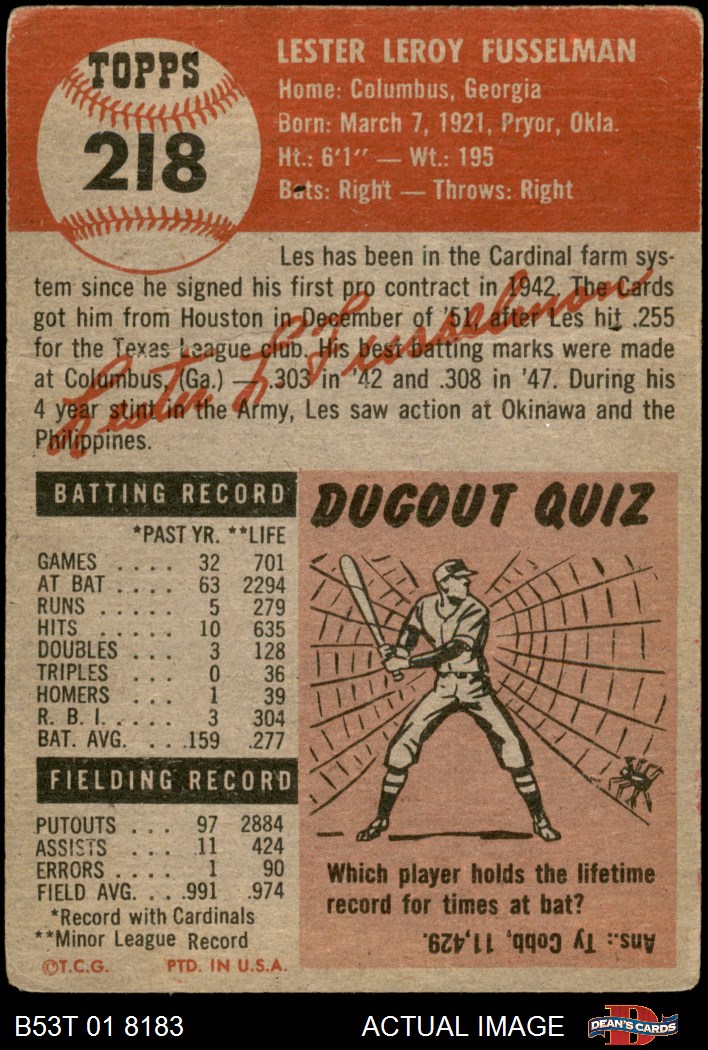 TOPPS
218
LESTER LEROY FUSSELMAN
Home: Columbus, Georgia
Born: March 7, 1921, Pryor, Okla.
Ht.: 6'1" — Wt.: 195
Bats: Right — Throws: Right
Les has been in the Cardinal farm sys-
tem since he signed his first pro contract in 1942. The Cards
got him from Houston in December of '51, after Les hit .255
for the Texas League club. His best batting marks were made
at Columbus, (Ga.) — .303 in '42 and .308 in '47. During his
4 year stint in the Army, Les saw action at Okinawa and the
Philippines.
Lester L. Fusselman
BATTING RECORD
*PAST YR. **LIFE
GAMES .... 32 701
AT BAT .... 63 2294
RUNS .... 5 279
HITS ..... 10 635
DOUBLES ... 3 128
TRIPLES ... 0 36
HOMERS ... 1 39
R. B. I. .... 3 304
BAT. AVG. .. .159 .277
FIELDING RECORD
PUTOUTS ... 97 2884
ASSISTS ... 11 424
ERRORS .... 1 90
FIELD AVG. .. .991 .974
*Record with Cardinals
**Minor League Record
©T.C.G. PTD. IN U.S.A.
DUGOUT QUIZ
Which player holds the lifetime
record for times at bat?
Ans.: Ty Cobb, 11,429.
B53T 01 8183 ACTUAL IMAGE D DEAN'S CARDS